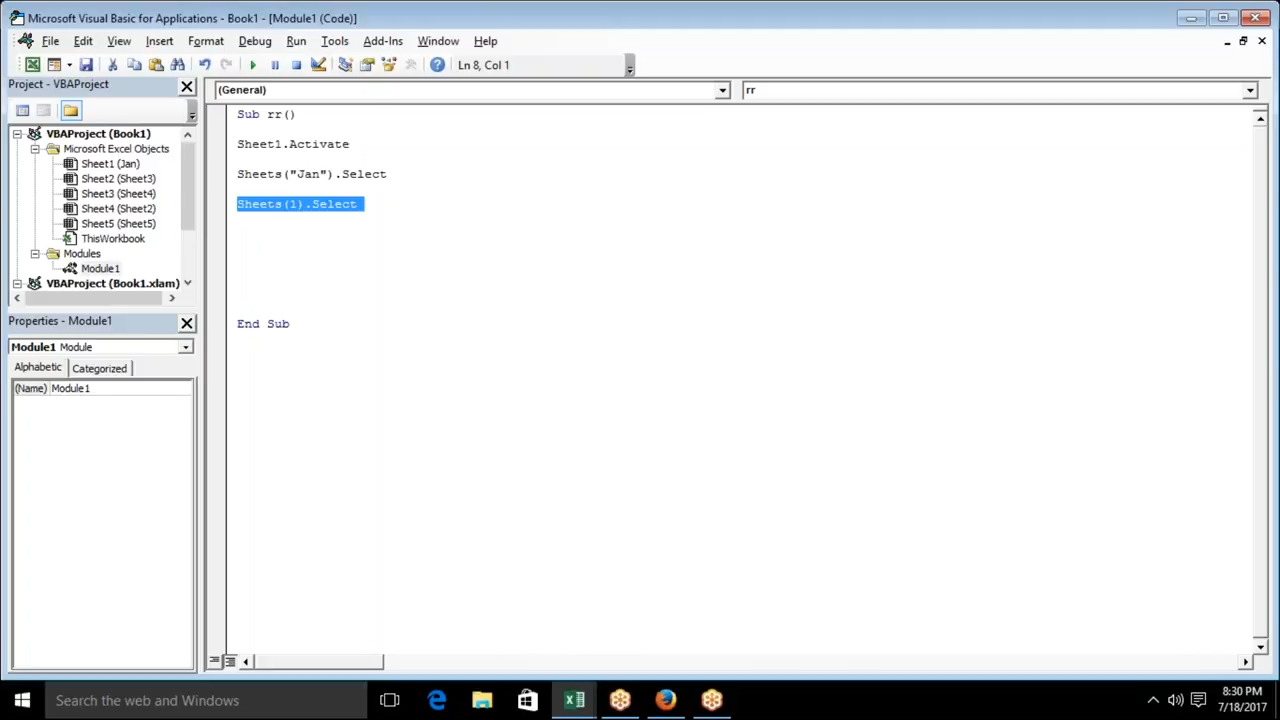 Microsoft Visual Basic for Applications - Book1 - [Module1 (Code)]
File Edit View Insert Format Debug Run Tools Add-Ins Window Help
Ln 8, Col 1
Project - VBAProject
(General) rr
VBAProject (Book1)
Microsoft Excel Objects
Sheet1 (Jan)
Sheet2 (Sheet3)
Sheet3 (Sheet4)
Sheet4 (Sheet2)
Sheet5 (Sheet5)
ThisWorkbook
Modules
Module1
VBAProject (Book1.xlam)
Properties - Module1
Module1 Module
Alphabetic Categorized
(Name) Module1
Sub rr()
Sheet1.Activate
Sheets("Jan").Select
Sheets(1).Select
End Sub
Search the web and Windows
8:30 PM
7/18/2017